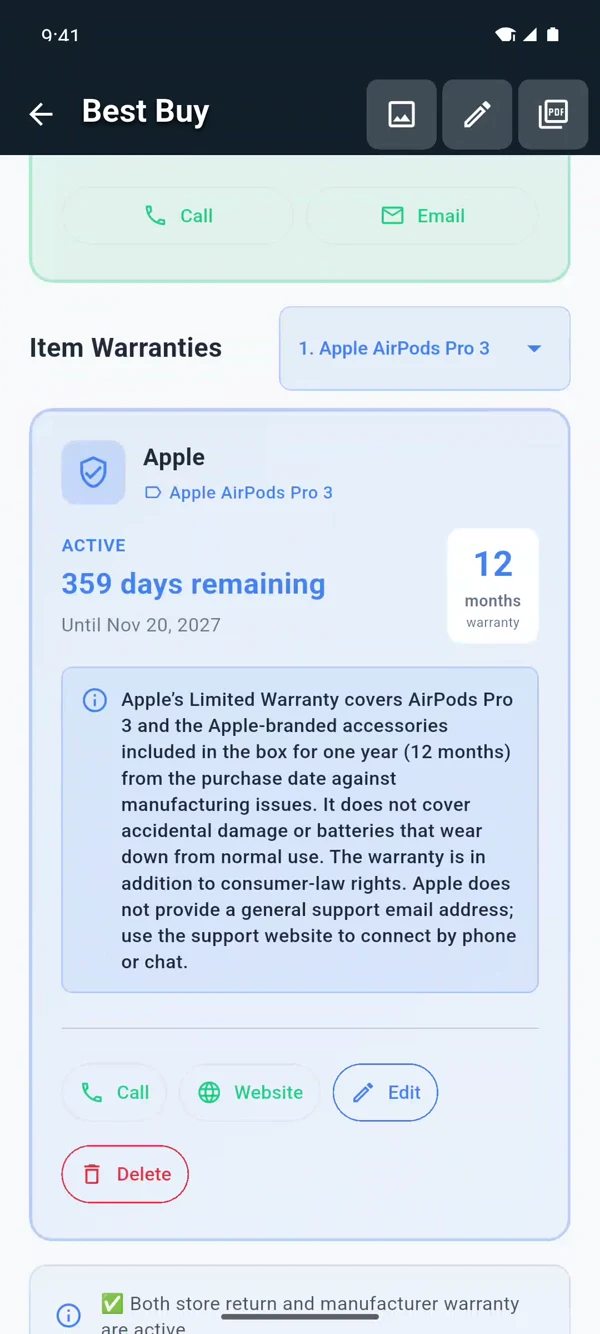 9:41
Best Buy
PDF
Call
Email
Item Warranties
1. Apple AirPods Pro 3
Apple
Apple AirPods Pro 3
ACTIVE
359 days remaining
Until Nov 20, 2027
12
months
warranty
Apple’s Limited Warranty covers AirPods Pro
3 and the Apple-branded accessories
included in the box for one year (12 months)
from the purchase date against
manufacturing issues. It does not cover
accidental damage or batteries that wear
down from normal use. The warranty is in
addition to consumer-law rights. Apple does
not provide a general support email address;
use the support website to connect by phone
or chat.
Call
Website
Edit
Delete
✅ Both store return and manufacturer warranty
are active